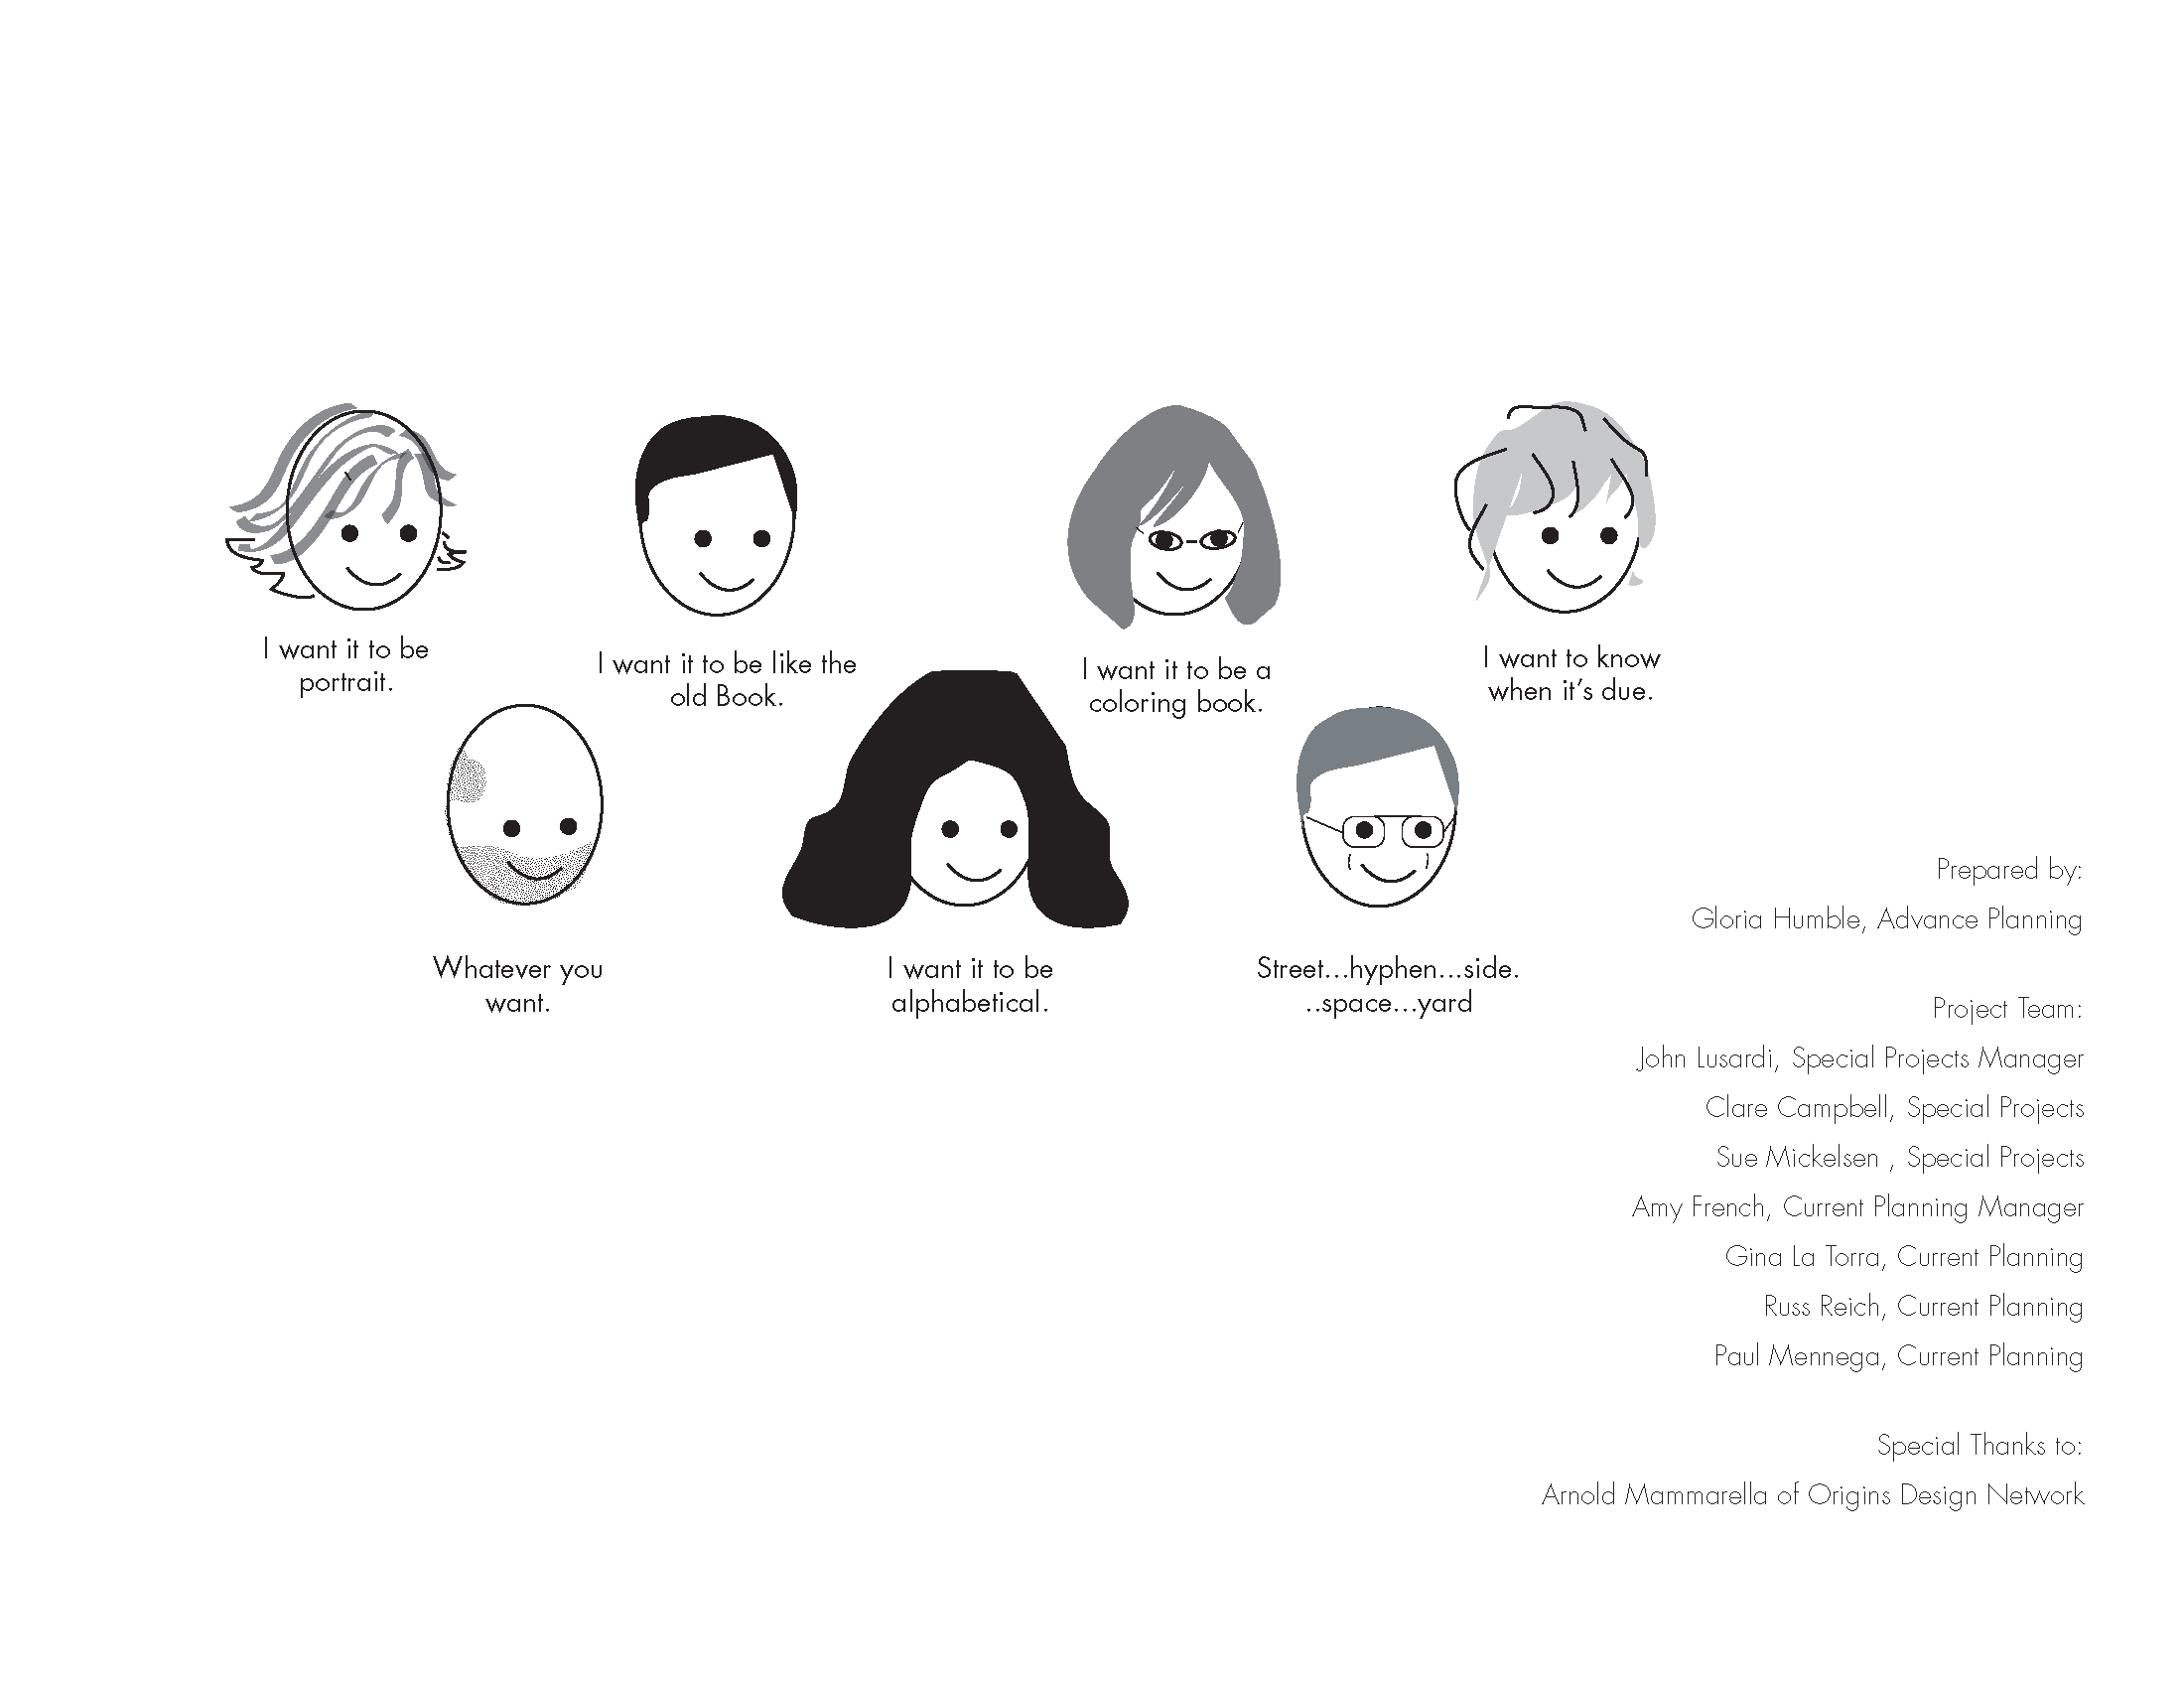 I want it to be
portrait.
I want it to be like the
old Book.
I want it to be a
coloring book.
I want to know
when it's due.
Whatever you
want.
I want it to be
alphabetical.
Street...hyphen...side.
..space...yard
Prepared by:
Gloria Humble, Advance Planning
Project Team:
John Lusardi, Special Projects Manager
Clare Campbell, Special Projects
Sue Mickelsen , Special Projects
Amy French, Current Planning Manager
Gina La Torra, Current Planning
Russ Reich, Current Planning
Paul Mennega, Current Planning
Special Thanks to:
Arnold Mammarella of Origins Design Network